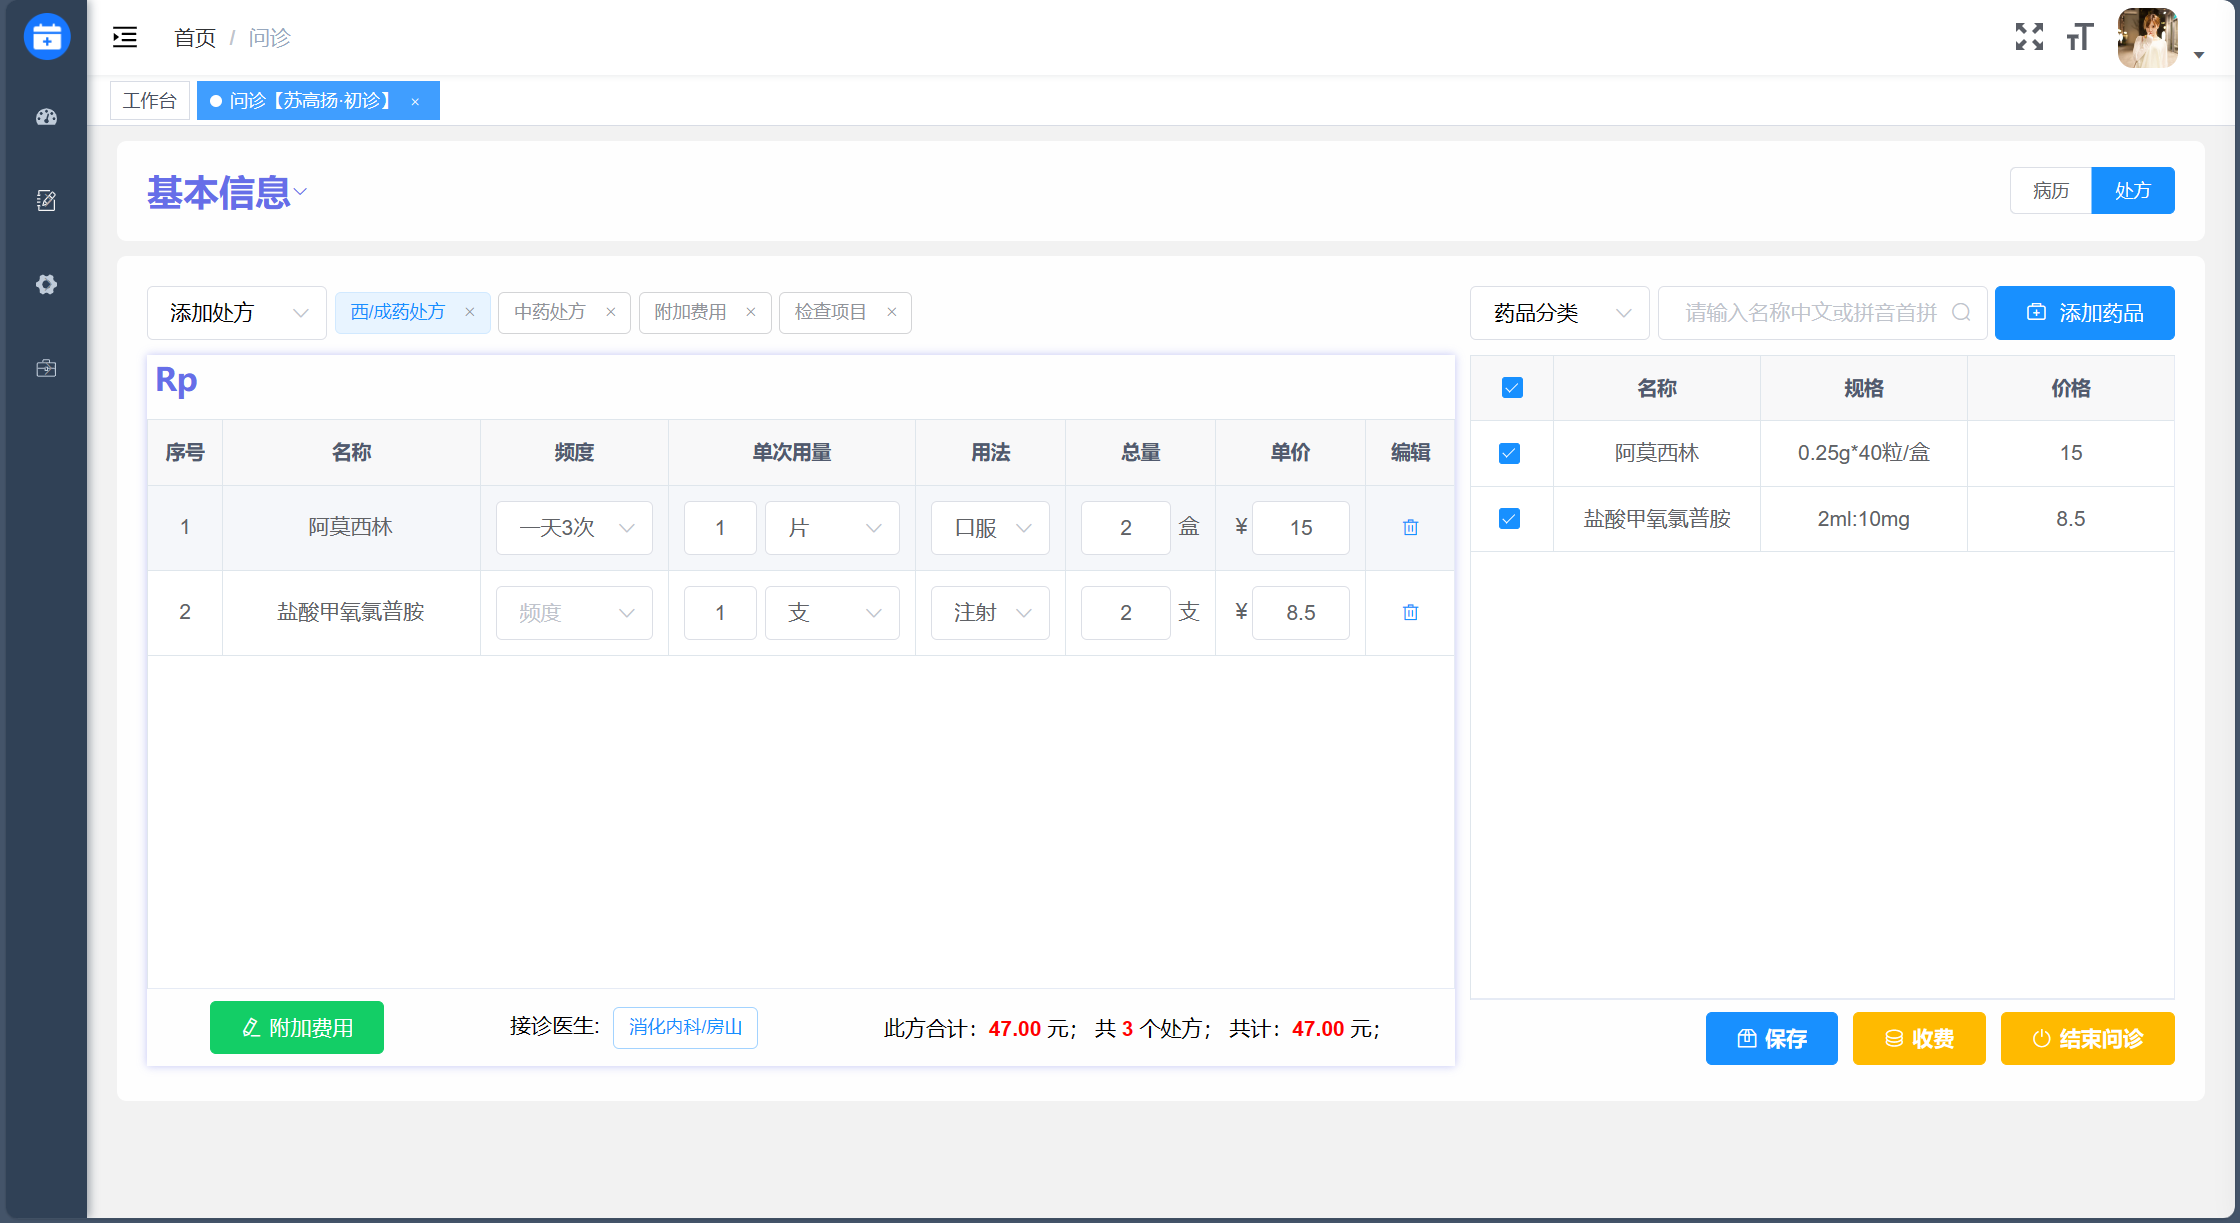 首页 / 问诊
工作台 问诊【苏高扬·初诊】 ×
基本信息
病历 处方
添加处方 西/成药处方 × 中药处方 × 附加费用 × 检查项目 ×
药品分类 请输入名称中文或拼音首拼 添加药品
Rp
序号 名称 频度 单次用量 用法 总量 单价 编辑
1 阿莫西林 一天3次 1 片 口服 2 盒 ¥ 15
2 盐酸甲氧氯普胺 频度 1 支 注射 2 支 ¥ 8.5
名称 规格 价格
阿莫西林 0.25g*40粒/盒 15
盐酸甲氧氯普胺 2ml:10mg 8.5
附加费用 接诊医生: 消化内科/房山 此方合计：47.00 元； 共 3 个处方； 共计：47.00 元；
保存 收费 结束问诊